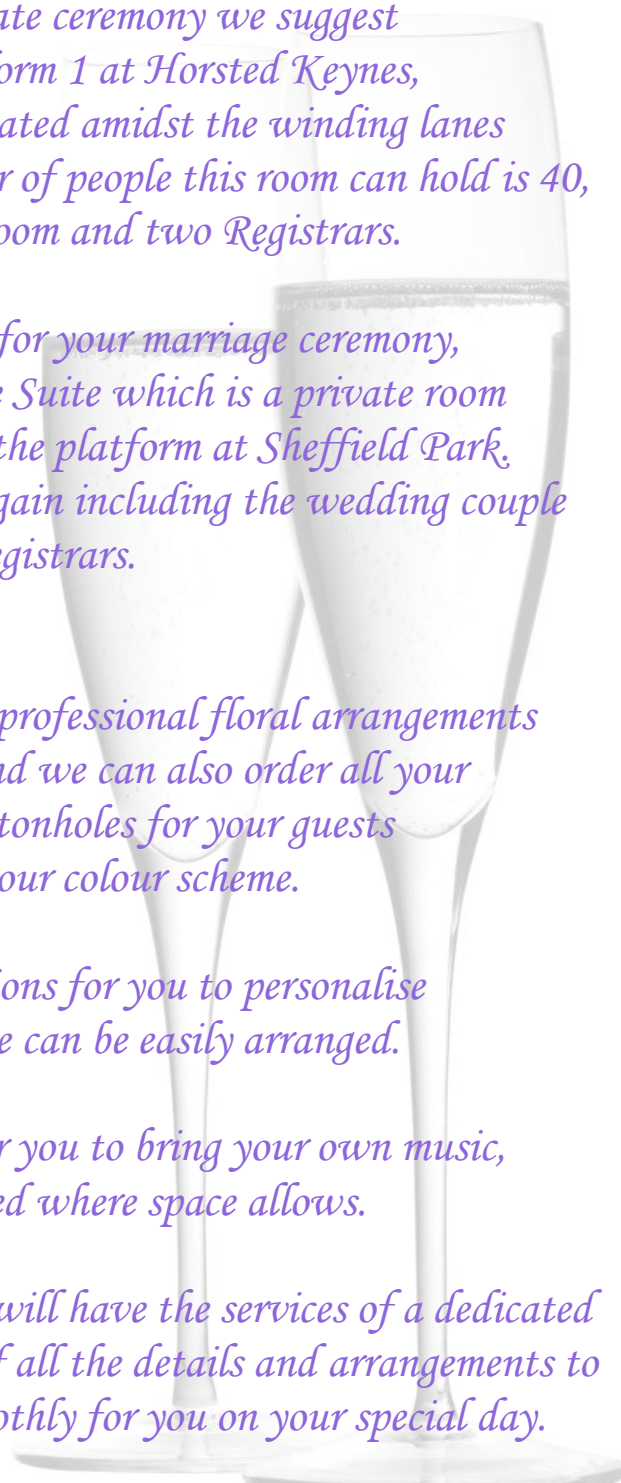 ate ceremony we suggest
orm 1 at Horsted Keynes,
ated amidst the winding lanes
r of people this room can hold is 40,
oom and two Registrars.
for your marriage ceremony,
e Suite which is a private room
the platform at Sheffield Park.
gain including the wedding couple
egistrars.
professional floral arrangements
nd we can also order all your
tonholes for your guests
our colour scheme.
ions for you to personalise
e can be easily arranged.
r you to bring your own music,
ed where space allows.
will have the services of a dedicated
f all the details and arrangements to
othly for you on your special day.